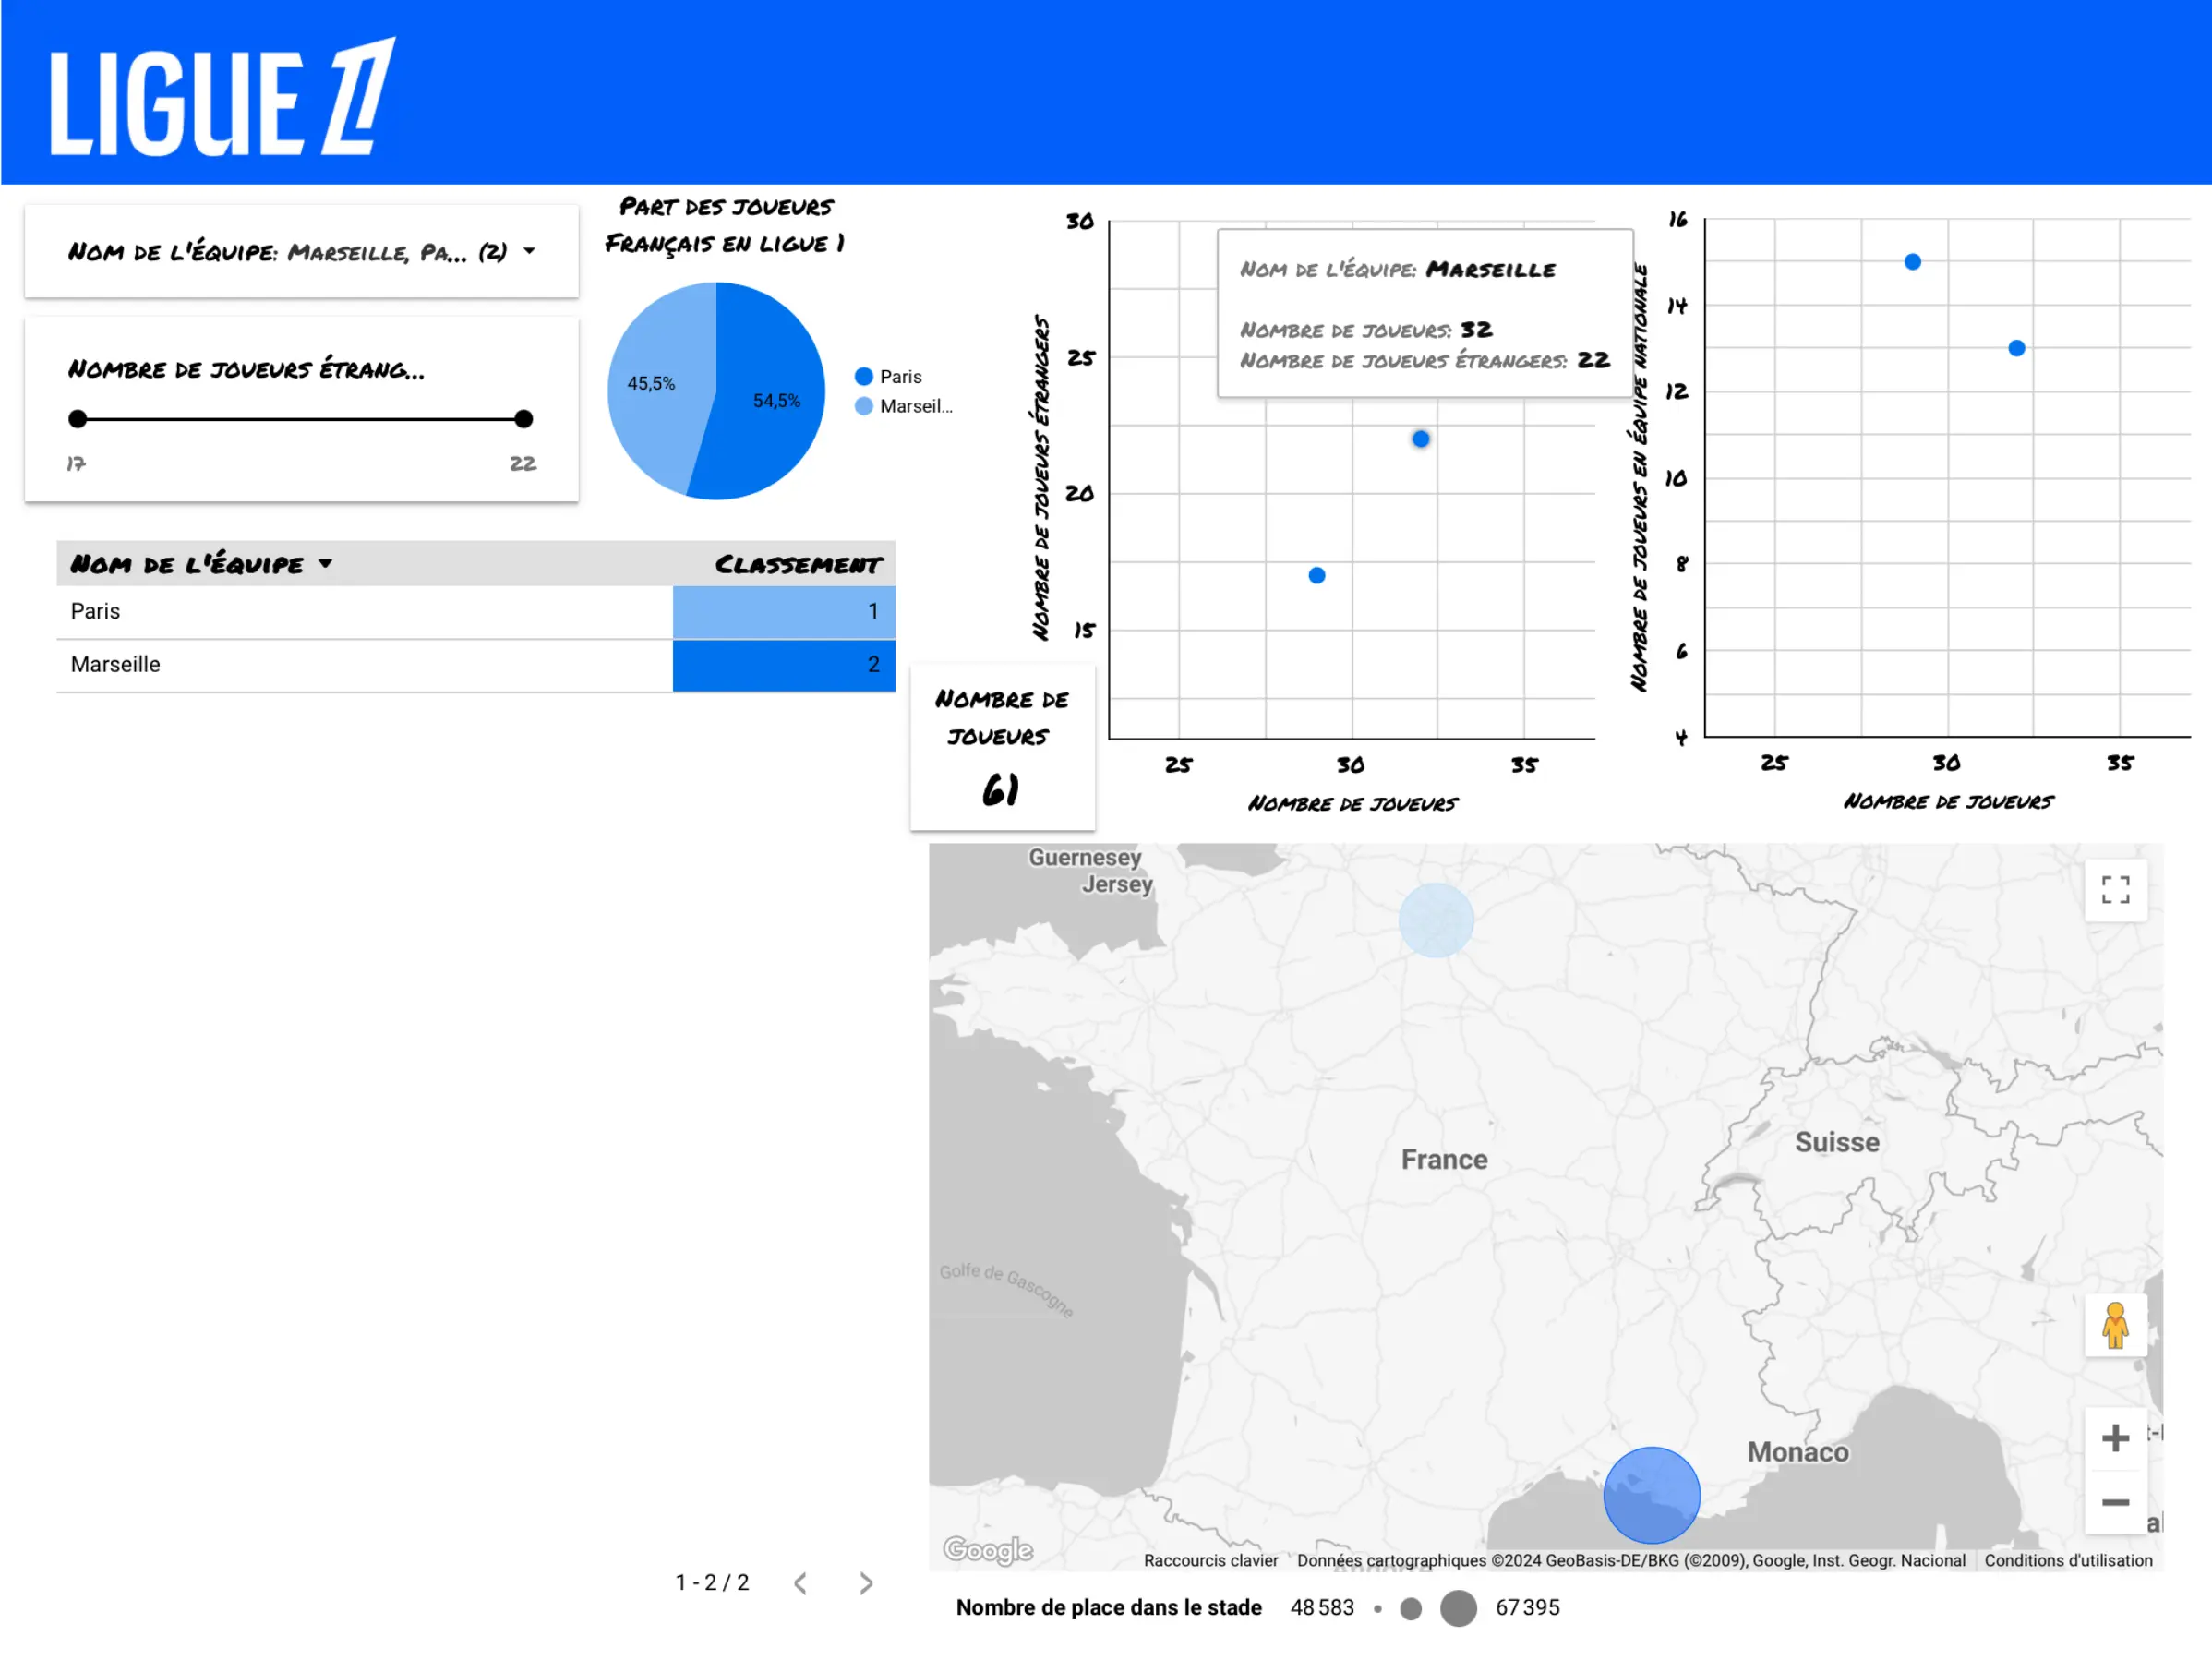 LIGUE 1
Nom de l'équipe: Marseille, Pa... (2)
Nombre de joueurs étrang...
17
22
Part des joueurs
Français en ligue 1
45,5%
54,5%
Paris
Marseil...
Nom de l'équipe
Classement
Paris
1
Marseille
2
1 - 2 / 2
Nombre de
joueurs
61
Nombre de joueurs étrangers
30
25
20
15
25
30
35
Nombre de joueurs
Nom de l'équipe: Marseille
Nombre de joueurs: 32
Nombre de joueurs étrangers: 22
Nombre de joueurs en équipe nationale
16
14
12
10
8
6
4
25
30
35
Nombre de joueurs
Guernesey
Jersey
France
Suisse
Golfe de Gascogne
Monaco
Google
Raccourcis clavier
Données cartographiques ©2024 GeoBasis-DE/BKG (©2009), Google, Inst. Geogr. Nacional
Conditions d'utilisation
Nombre de place dans le stade
48 583
67 395